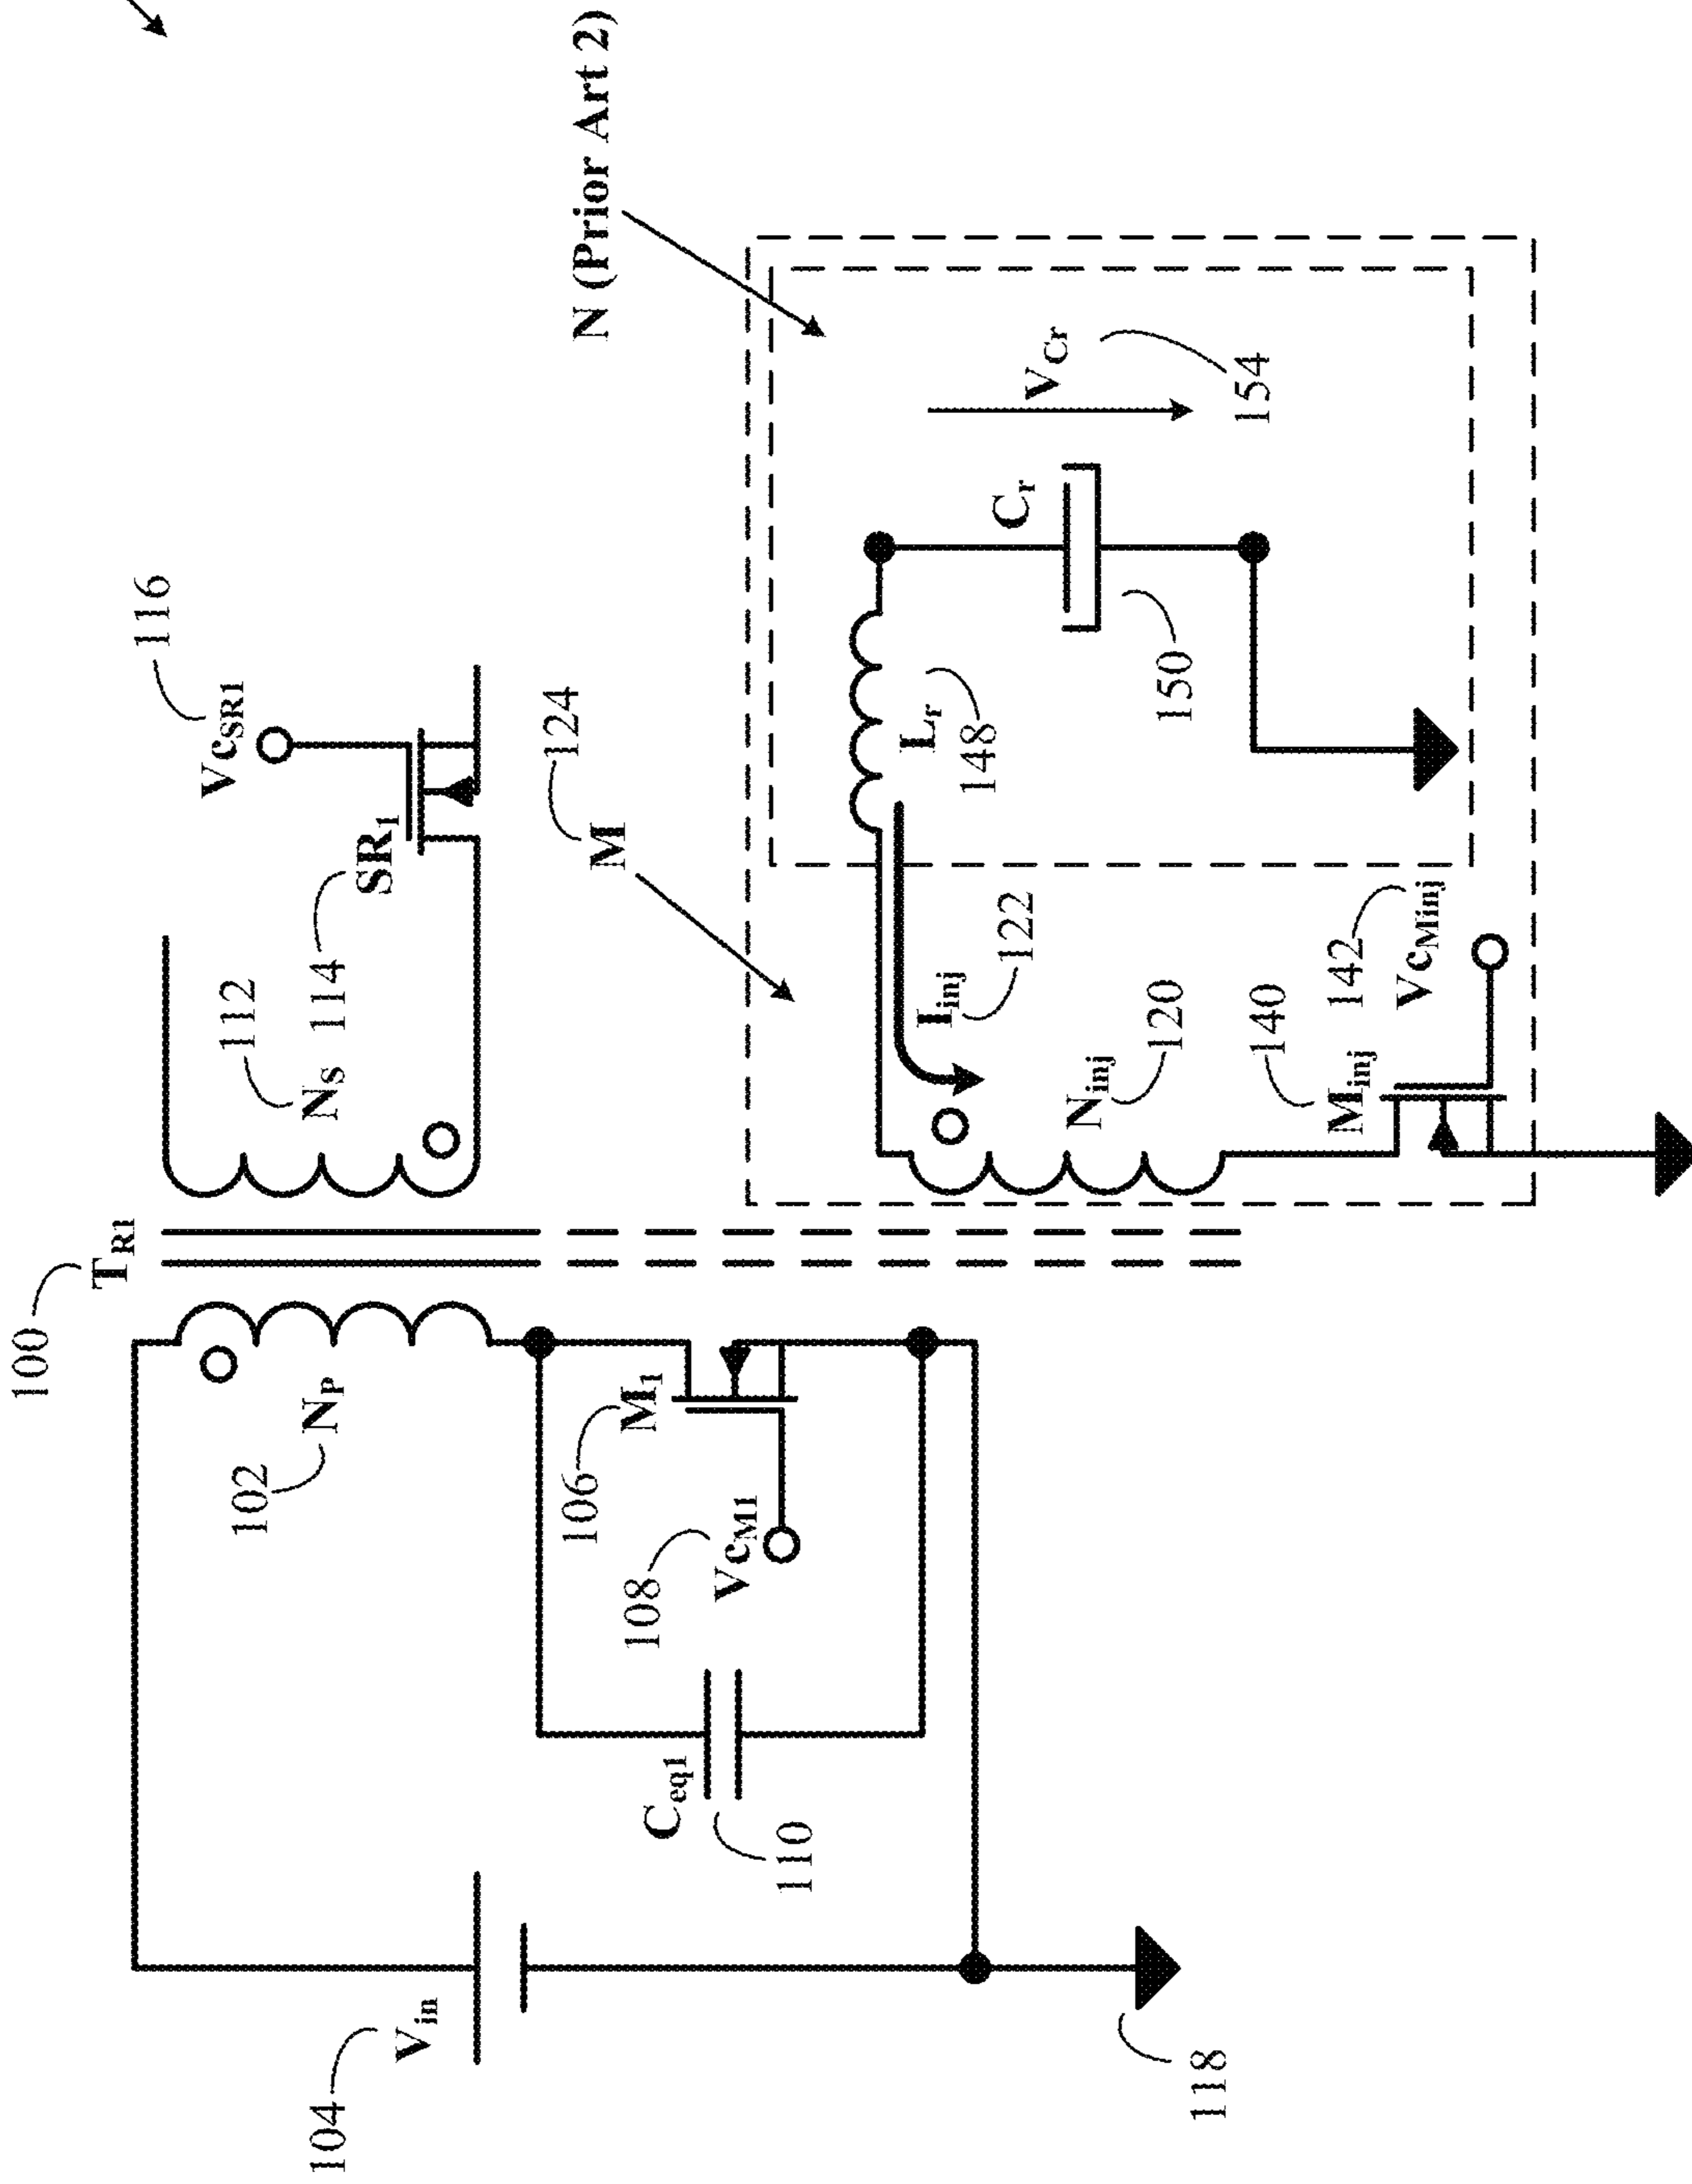 100
T_R1
102
N_P
112
N_S
104
V_in
106
M_1
108
Vc_M1
C_eq1
110
118
114
SR_1
116
Vc_SR1
124
M
N (Prior Art 2)
I_inj
122
N_inj
120
140
M_inj
142
Vc_Minj
L_r
148
C_r
150
V_Cr
154